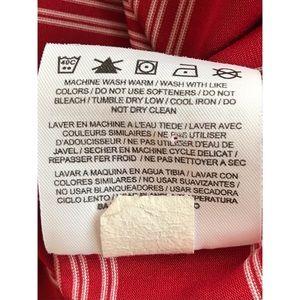 40C
MACHINE WASH WARM / WASH WITH LIKE
COLORS / DO NOT USE SOFTENERS / DO NOT
BLEACH / TUMBLE DRY LOW / COOL IRON / DO
NOT DRY CLEAN
LAVER EN MACHINE A L'EAU TIEDE / LAVER AVEC
COULEURS SIMILAIRES / NE PAS UTILISER
D'ADOUCISSEUR / NE PAS UTILISER D'EAU DE
JAVEL / SECHER EN MACHINE CYCLE DELICAT /
REPASSER FER FROID / NE PAS NETTOYER A SEC
LAVAR A MAQUINA EN AGUA TIBIA / LAVAR CON
COLORES SIMILARES / NO USAR SUAVIZANTES /
NO USAR BLANQUEADORES / USAR SECADORA
CICLO LENTO / TEMPERATURA
BA